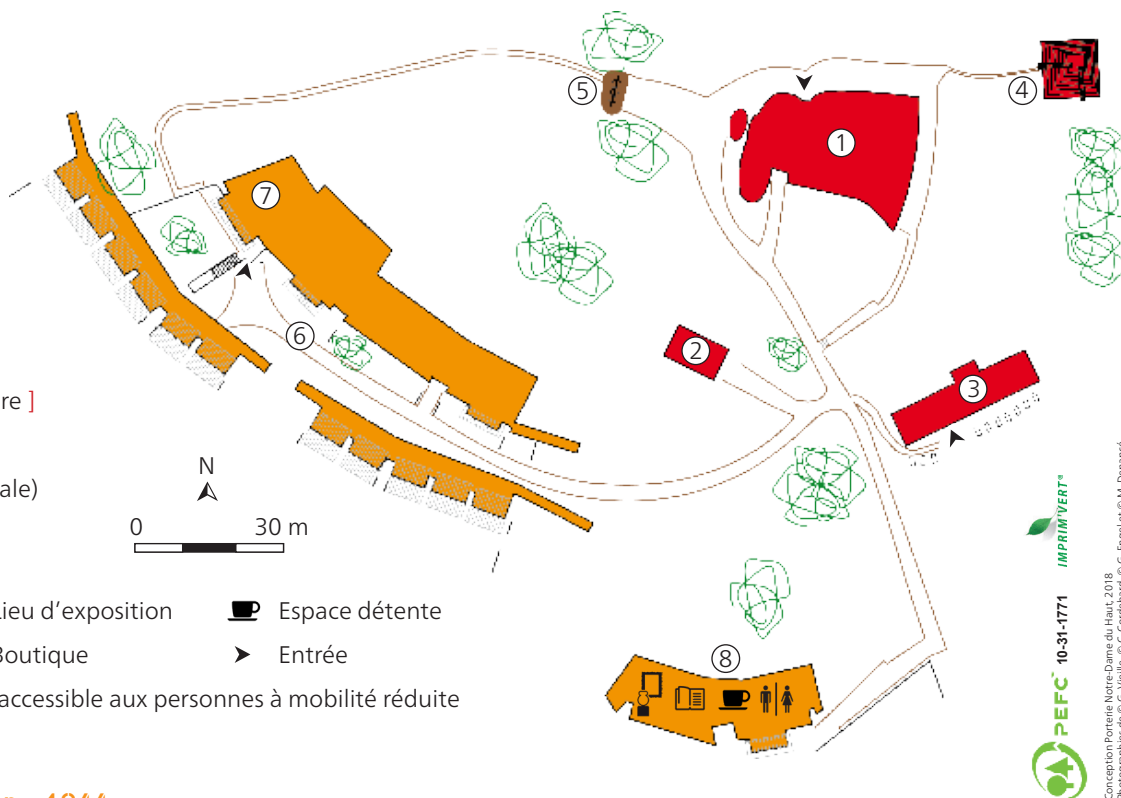 ⑤
④
①
⑦
②
⑥
③
re ]
ale)
N
0 30 m
Lieu d’exposition
Espace détente
Boutique
Entrée
accessible aux personnes à mobilité réduite
⑧
IMPRIM'VERT®
PEFC™ 10-31-1771
Conception Porterie Notre-Dame du Haut, 2018